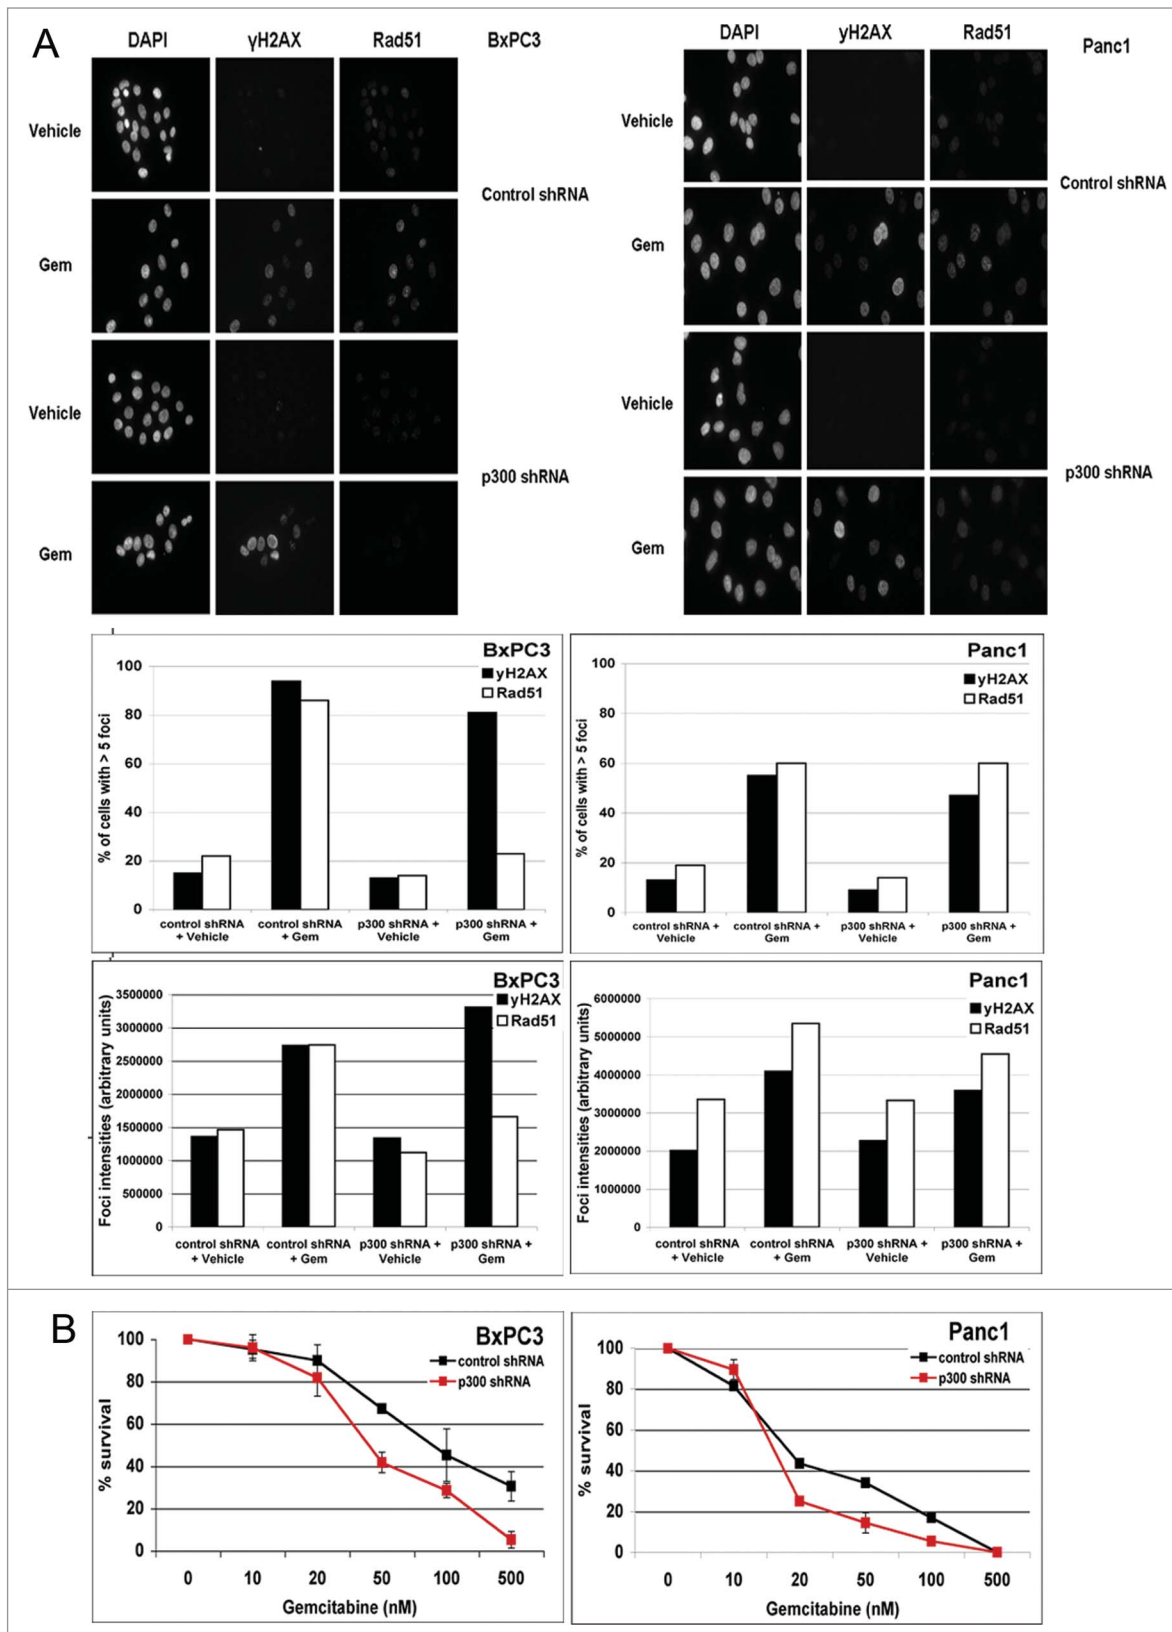 A
DAPI γH2AX Rad51 BxPC3
Vehicle
Control shRNA
Gem
Vehicle
p300 shRNA
Gem
DAPI yH2AX Rad51 Panc1
Vehicle
Control shRNA
Gem
Vehicle
p300 shRNA
Gem
BxPC3
yH2AX
Rad51
% of cells with > 5 foci
100
80
60
40
20
0
control shRNA + Vehicle
control shRNA + Gem
p300 shRNA + Vehicle
p300 shRNA + Gem
Panc1
yH2AX
Rad51
% of cells with > 5 foci
100
80
60
40
20
0
control shRNA + Vehicle
control shRNA + Gem
p300 shRNA + Vehicle
p300 shRNA + Gem
BxPC3
yH2AX
Rad51
Foci intensities (arbitrary units)
3500000
3000000
2500000
2000000
1500000
1000000
500000
0
control shRNA + Vehicle
control shRNA + Gem
p300 shRNA + Vehicle
p300 shRNA + Gem
Panc1
yH2AX
Rad51
Foci intensities (arbitrary units)
6000000
5000000
4000000
3000000
2000000
1000000
0
control shRNA + Vehicle
control shRNA + Gem
p300 shRNA + Vehicle
p300 shRNA + Gem
B
BxPC3
control shRNA
p300 shRNA
% survival
100
80
60
40
20
0
0 10 20 50 100 500
Gemcitabine (nM)
Panc1
control shRNA
p300 shRNA
% survival
100
80
60
40
20
0
0 10 20 50 100 500
Gemcitabine (nM)